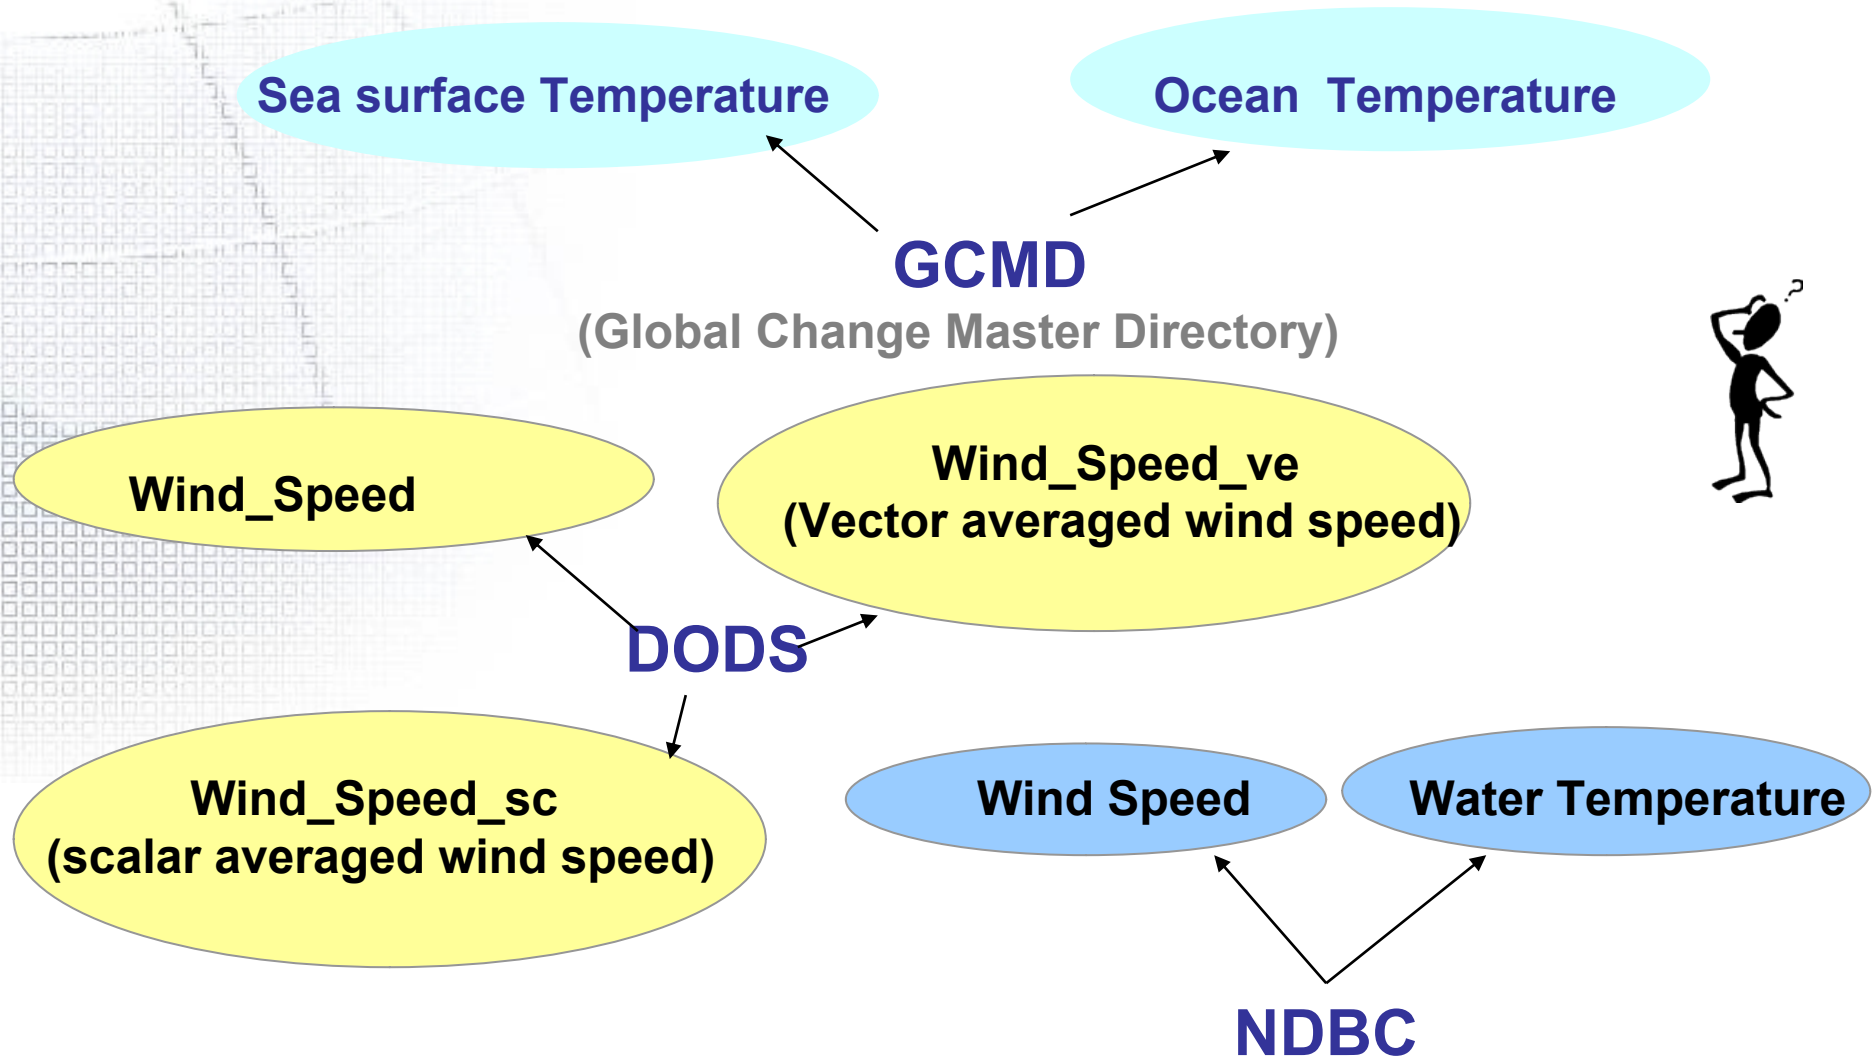 Sea surface Temperature
Ocean Temperature
GCMD
(Global Change Master Directory)
?
Wind_Speed
Wind_Speed_ve
(Vector averaged wind speed)
DODS
Wind_Speed_sc
(scalar averaged wind speed)
Wind Speed
Water Temperature
NDBC